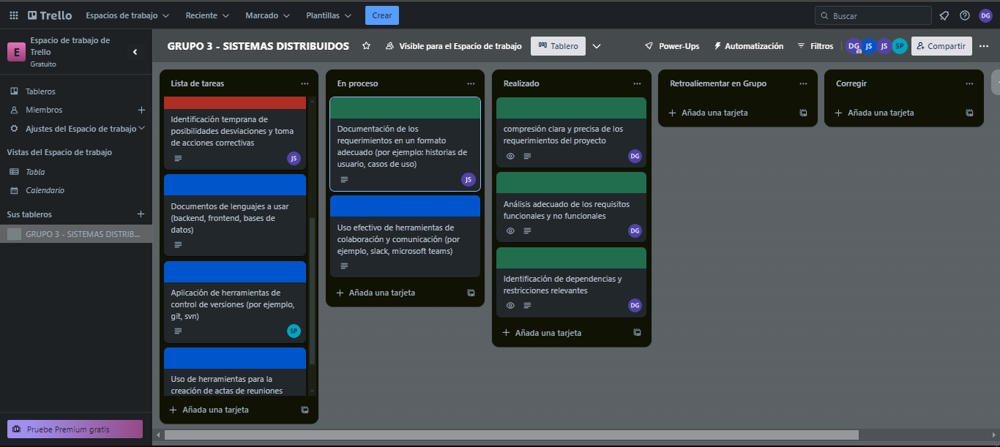 Trello
Espacios de trabajo
Reciente
Marcado
Plantillas
Crear
Buscar
DG
E
Espacio de trabajo de
Trello
Gratuito
Tableros
Miembros
Ajustes del Espacio de trabajo
Vistas del Espacio de trabajo
Tabla
Calendario
Sus tableros
GRUPO 3 - SISTEMAS DISTRIB...
Pruebe Premium gratis
GRUPO 3 - SISTEMAS DISTRIBUIDOS
Visible para el Espacio de trabajo
Tablero
Power-Ups
Automatización
Filtros
DG
JS
JS
SP
Compartir
Lista de tareas
Identificación temprana de
posibilidades desviaciones y toma
de acciones correctivas
JS
Documentos de lenguajes a usar
(backend, frontend, bases de
datos)
Aplicación de herramientas de
control de versiones (por ejemplo,
git, svn)
SP
Uso de herramientas para la
creación de actas de reuniones
Añada una tarjeta
En proceso
Documentación de los
requerimientos en un formato
adecuado (por ejemplo: historias de
usuario, casos de uso)
JS
Uso efectivo de herramientas de
colaboración y comunicación (por
ejemplo, slack, microsoft teams)
Añada una tarjeta
Realizado
compresión clara y precisa de los
requerimientos del proyecto
DG
Análisis adecuado de los requisitos
funcionales y no funcionales
DG
Identificación de dependencias y
restricciones relevantes
DG
Añada una tarjeta
Retroaliementar en Grupo
Añada una tarjeta
Corregir
Añada una tarjeta